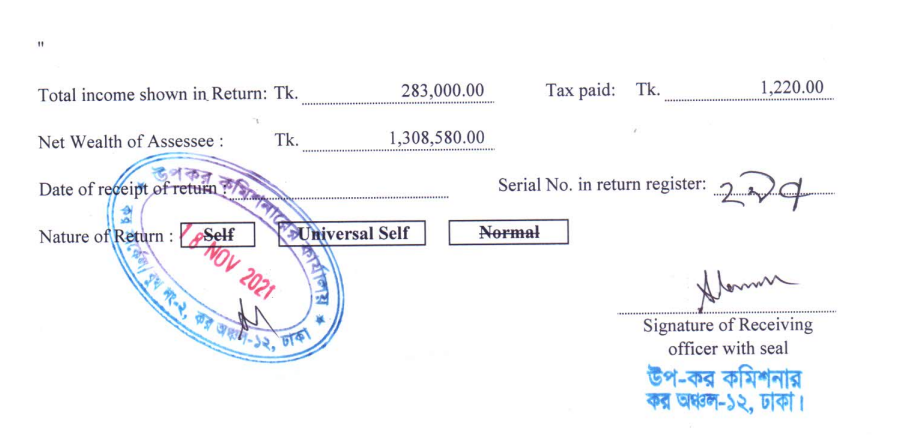 "
Total income shown in Return: Tk. 283,000.00 Tax paid: Tk. 1,220.00
Net Wealth of Assessee : Tk. 1,308,580.00
Date of receipt of return : Serial No. in return register:
Nature of Return : Self Universal Self Normal
উপকর কমিশনারের কার্যালয়
18 NOV 2021
নং-২, কর অঞ্চল-১২, ঢাকা
Signature of Receiving
officer with seal
উপ-কর কমিশনার
কর অঞ্চল-১২, ঢাকা।